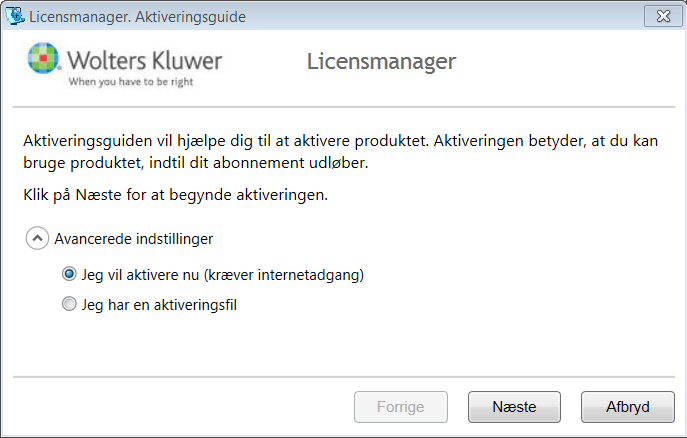 Licensmanager. Aktiveringsguide
Wolters Kluwer
When you have to be right
Licensmanager
Aktiveringsguiden vil hjælpe dig til at aktivere produktet. Aktiveringen betyder, at du kan
bruge produktet, indtil dit abonnement udløber.
Klik på Næste for at begynde aktiveringen.
Avancerede indstillinger
Jeg vil aktivere nu (kræver internetadgang)
Jeg har en aktiveringsfil
Forrige
Næste
Afbryd